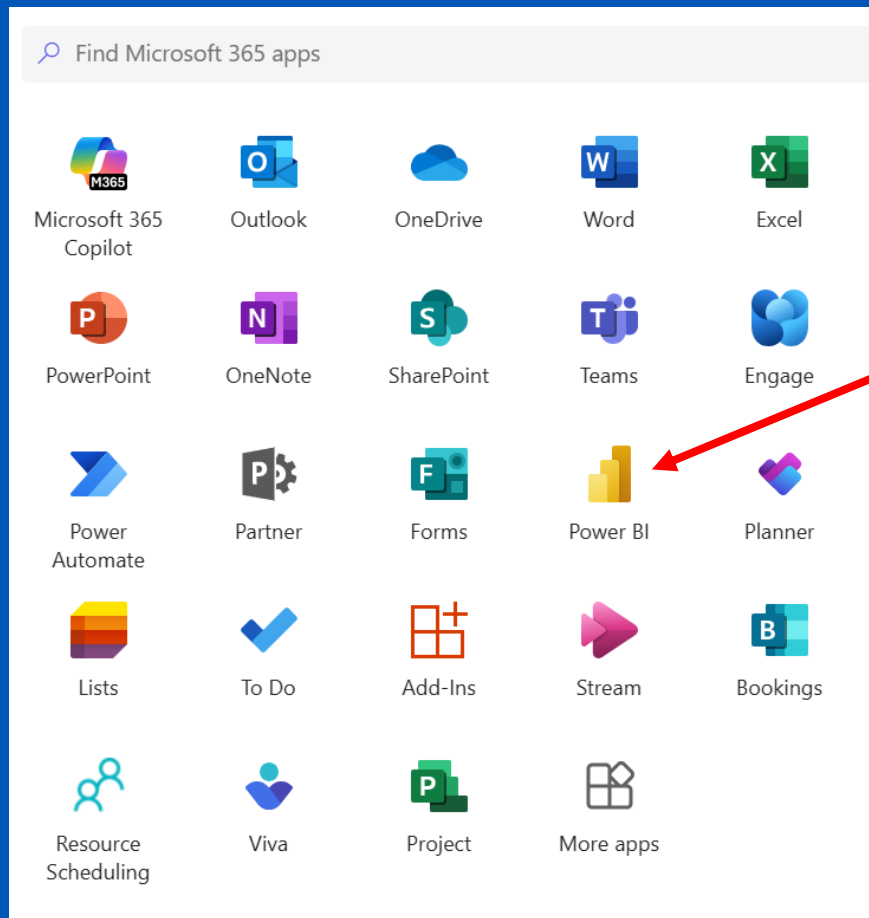 Find Microsoft 365 apps
M365
O
W
X
Microsoft 365
Copilot
Outlook
OneDrive
Word
Excel
P
N
S
T
PowerPoint
OneNote
SharePoint
Teams
Engage
P
F
Power
Automate
Partner
Forms
Power BI
Planner
B
Lists
To Do
Add-Ins
Stream
Bookings
P
Resource
Scheduling
Viva
Project
More apps